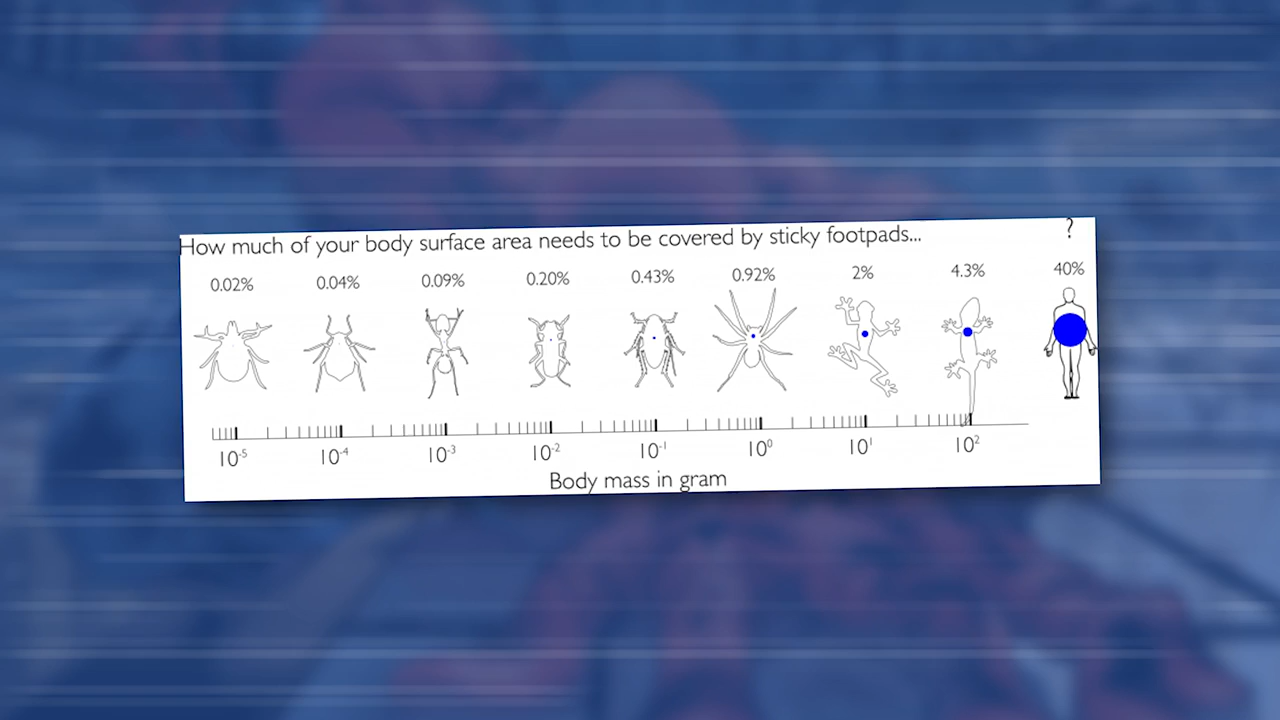 How much of your body surface area needs to be covered by sticky footpads...
?
0.02% 0.04% 0.09% 0.20% 0.43% 0.92% 2% 4.3% 40%
10⁻⁵ 10⁻⁴ 10⁻³ 10⁻² 10⁻¹ 10⁰ 10¹ 10²
Body mass in gram